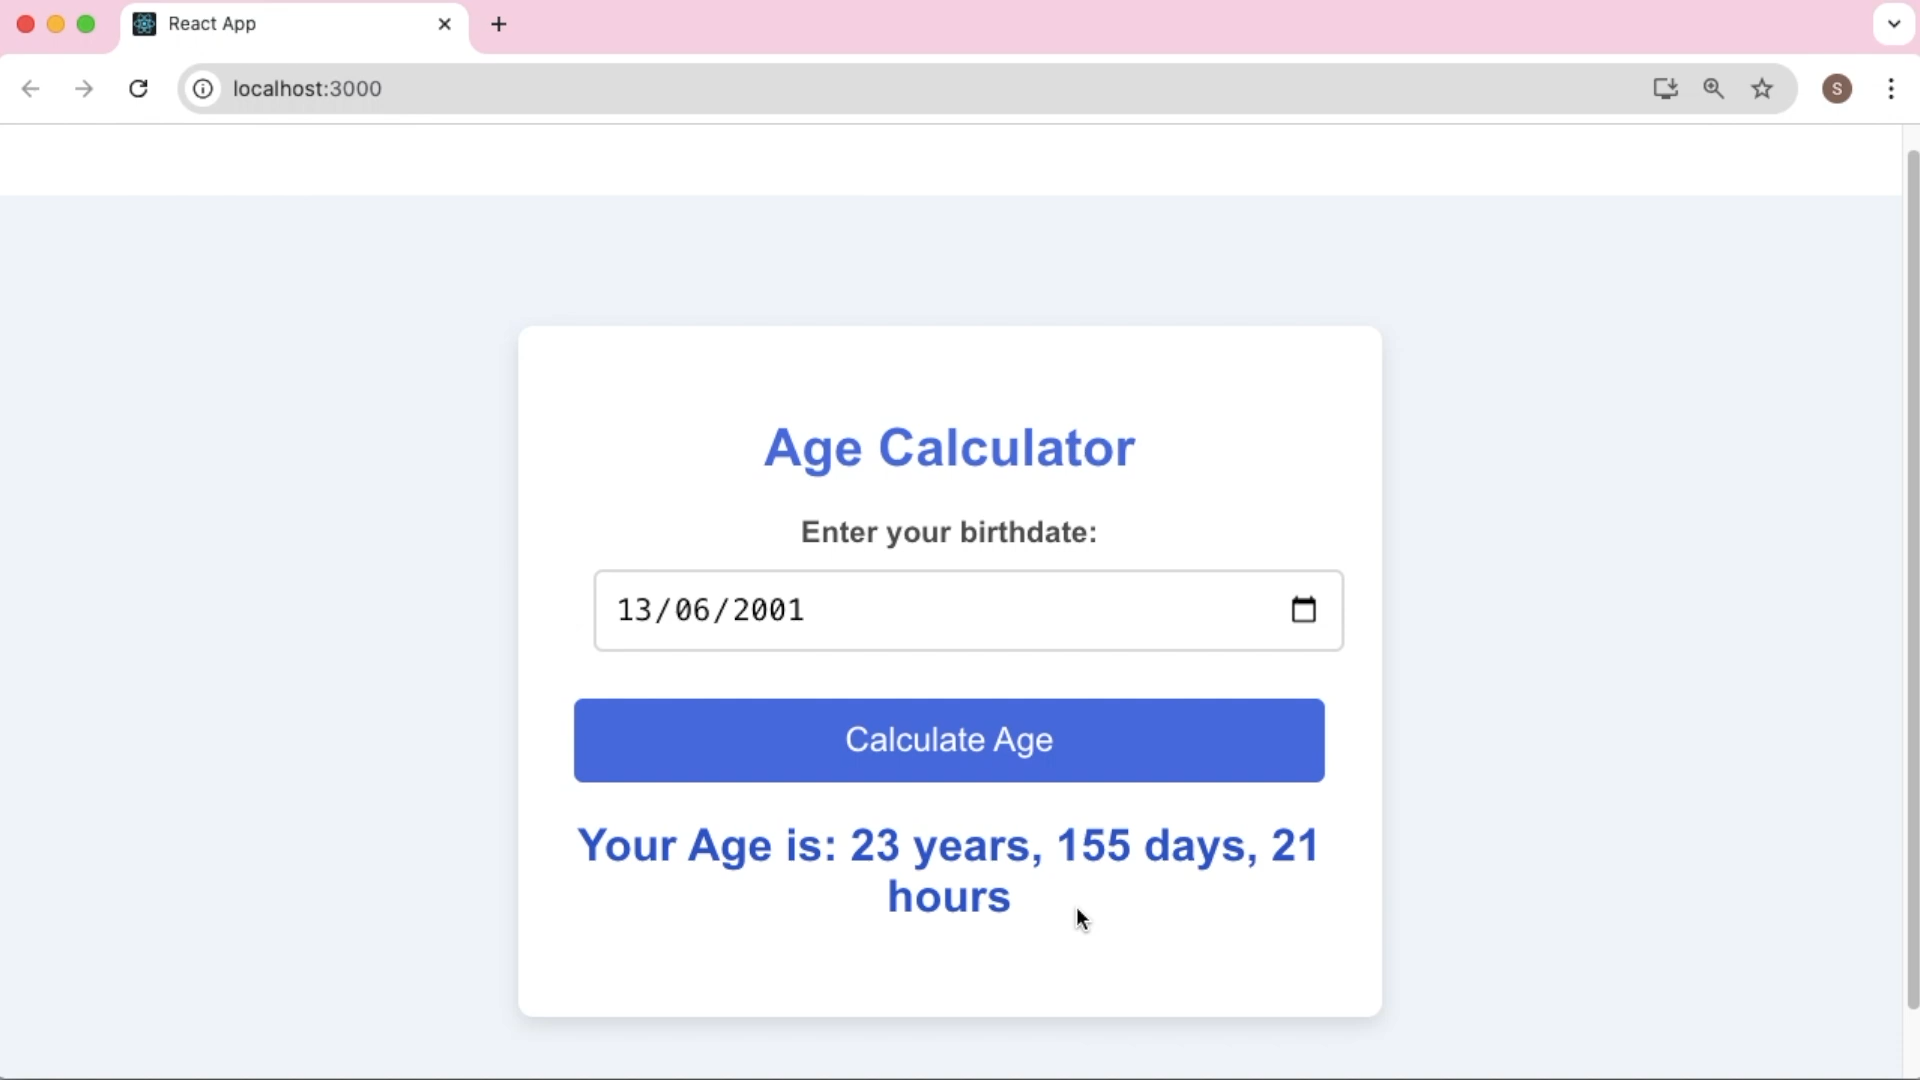 React App
localhost:3000
S
Age Calculator
Enter your birthdate:
13/06/2001
Calculate Age
Your Age is: 23 years, 155 days, 21
hours